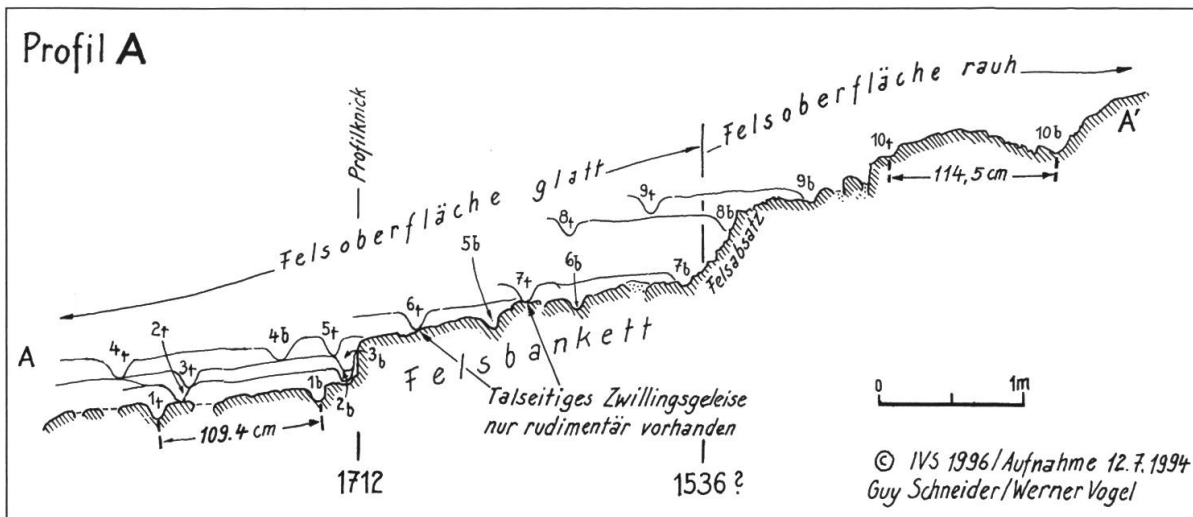 Profil A
Profilknick
Felsoberfläche glatt
Felsoberfläche rauh
A
A'
1t
2t
3t
4t
4b
5t
1b
2b
3b
6t
5b
7t
6b
7b
8t
9t
8b
9b
10t
10b
109.4 cm
114,5 cm
Felsbankett
Felsabsatz
Talseitiges Zwillingsgeleise
nur rudimentär vorhanden
0
1m
1712
1536?
© IVS 1996/Aufnahme 12.7.1994
Guy Schneider/Werner Vogel